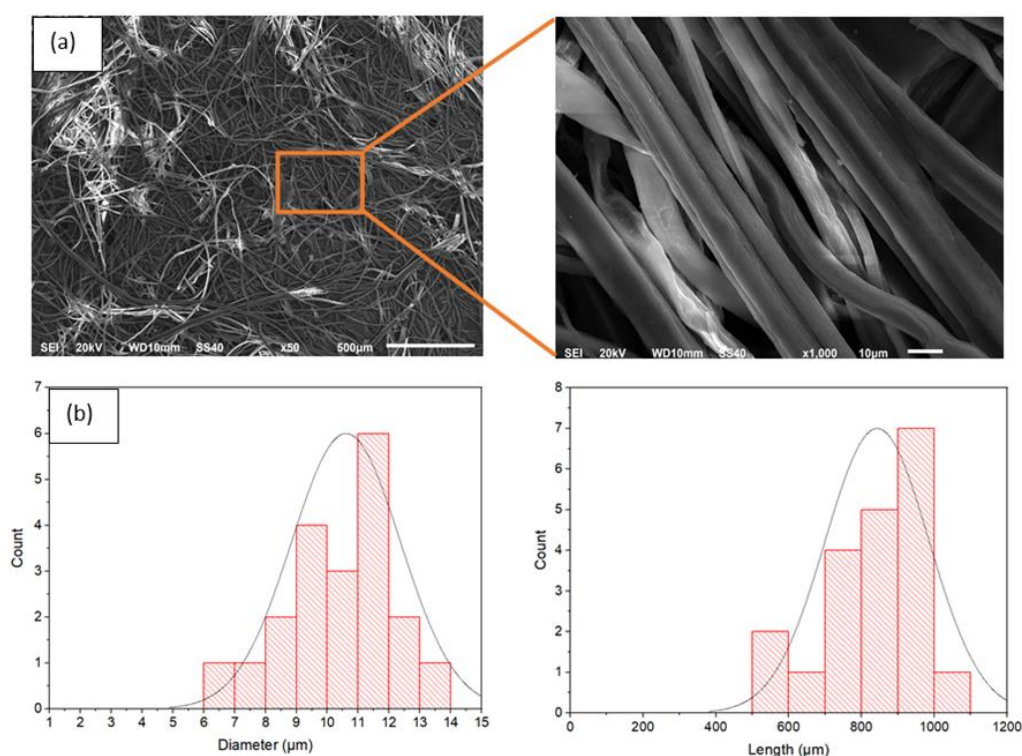 (a)
SEI 20kV WD10mm SS40 x50 500µm
SEI 20kV WD10mm SS40 x1,000 10µm
(b)
7
6
5
4
3
2
1
0
Count
1 2 3 4 5 6 7 8 9 10 11 12 13 14 15
Diameter (µm)
8
7
6
5
4
3
2
1
0
Count
0 200 400 600 800 1000 1200
Length (µm)